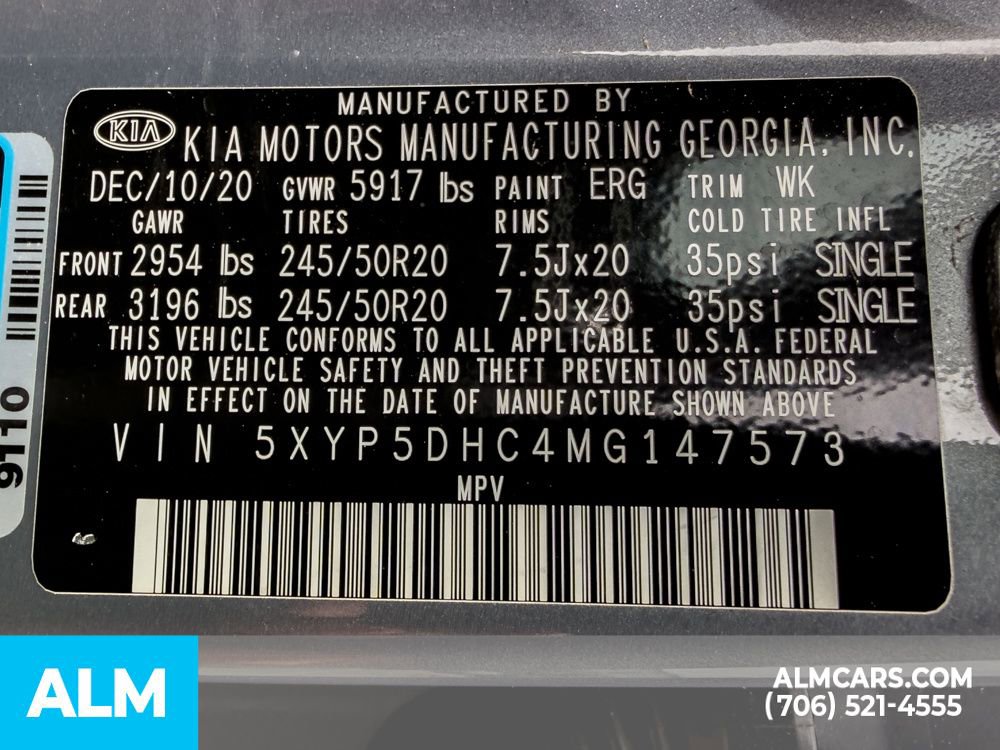 MANUFACTURED BY
KIA KIA MOTORS MANUFACTURING GEORGIA, INC.
DEC/10/20 GVWR 5917 lbs PAINT ERG TRIM WK
GAWR TIRES RIMS COLD TIRE INFL
FRONT 2954 lbs 245/50R20 7.5Jx20 35psi SINGLE
REAR 3196 lbs 245/50R20 7.5Jx20 35psi SINGLE
THIS VEHICLE CONFORMS TO ALL APPLICABLE U.S.A. FEDERAL
MOTOR VEHICLE SAFETY AND THEFT PREVENTION STANDARDS
IN EFFECT ON THE DATE OF MANUFACTURE SHOWN ABOVE
VIN 5XYP5DHC4MG147573
MPV
9110
ALM
ALMCARS.COM
(706) 521-4555